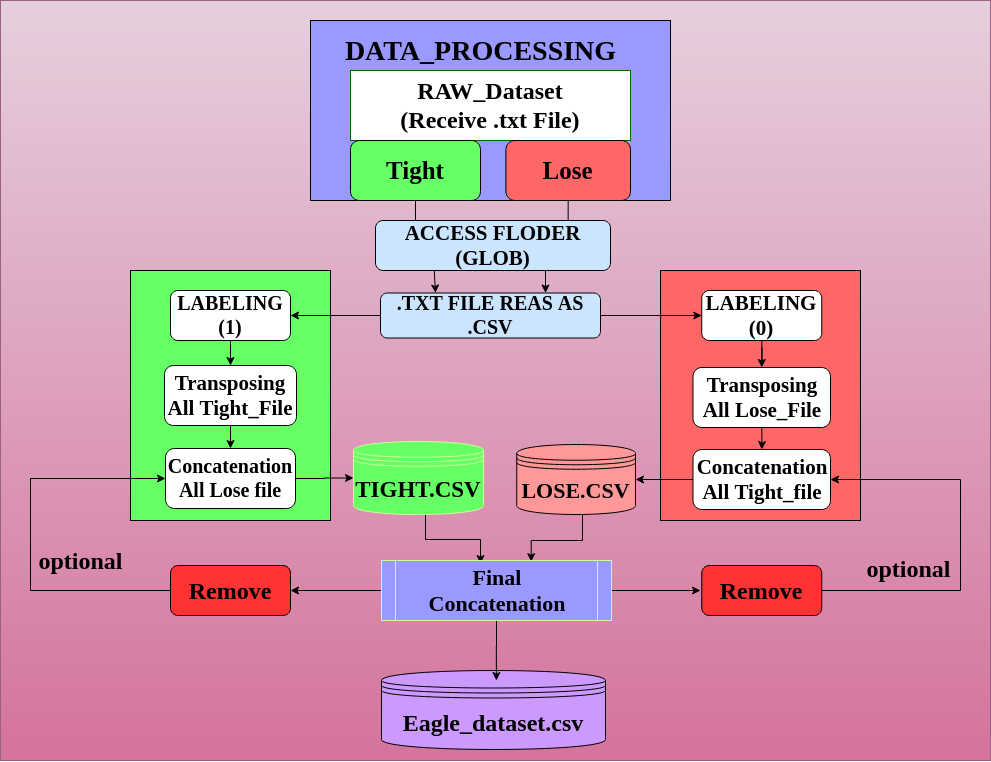 DATA_PROCESSING
RAW_Dataset
(Receive .txt File)
Tight
Lose
ACCESS FLODER
(GLOB)
.TXT FILE REAS AS
.CSV
LABELING
(1)
Transposing
All Tight_File
Concatenation
All Lose file
LABELING
(0)
Transposing
All Lose_File
Concatenation
All Tight_file
TIGHT.CSV
LOSE.CSV
optional
optional
Remove
Final
Concatenation
Remove
Eagle_dataset.csv